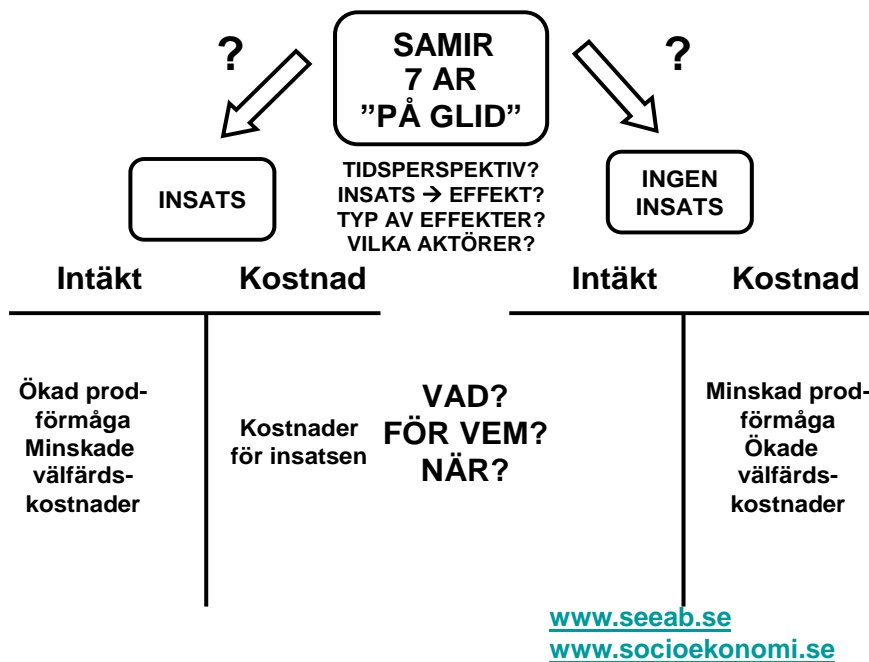 ?
SAMIR
7 AR
”PÅ GLID”
?
INSATS
TIDSPERSPEKTIV?
INSATS → EFFEKT?
TYP AV EFFEKTER?
VILKA AKTÖRER?
INGEN
INSATS
Intäkt
Kostnad
Intäkt
Kostnad
Ökad prod-
förmåga
Minskade
välfärds-
kostnader
Kostnader
för insatsen
VAD?
FÖR VEM?
NÄR?
Minskad prod-
förmåga
Ökade
välfärds-
kostnader
www.seeab.se
www.socioekonomi.se